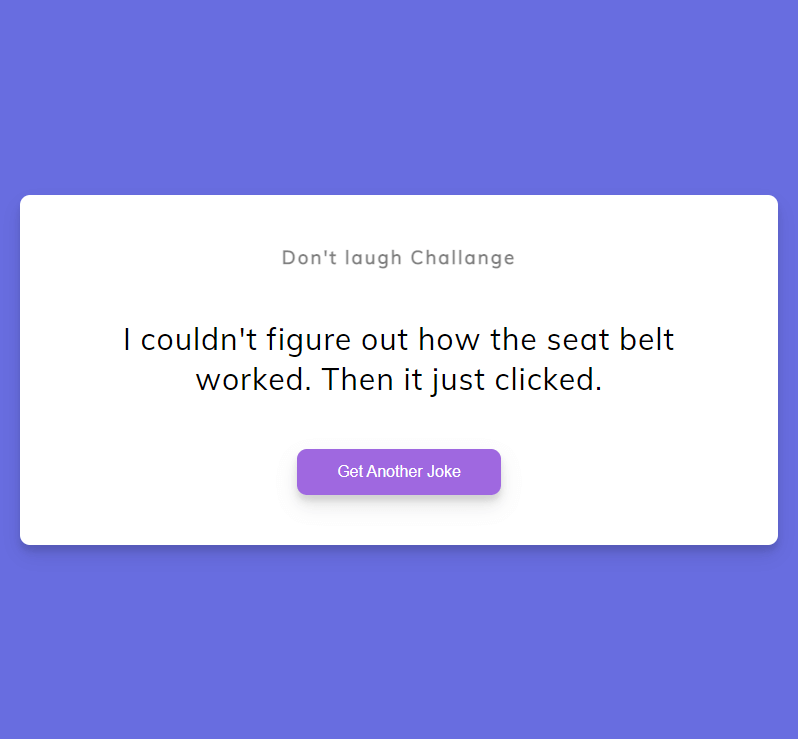 Don't laugh Challange
I couldn't figure out how the seat belt
worked. Then it just clicked.
Get Another Joke